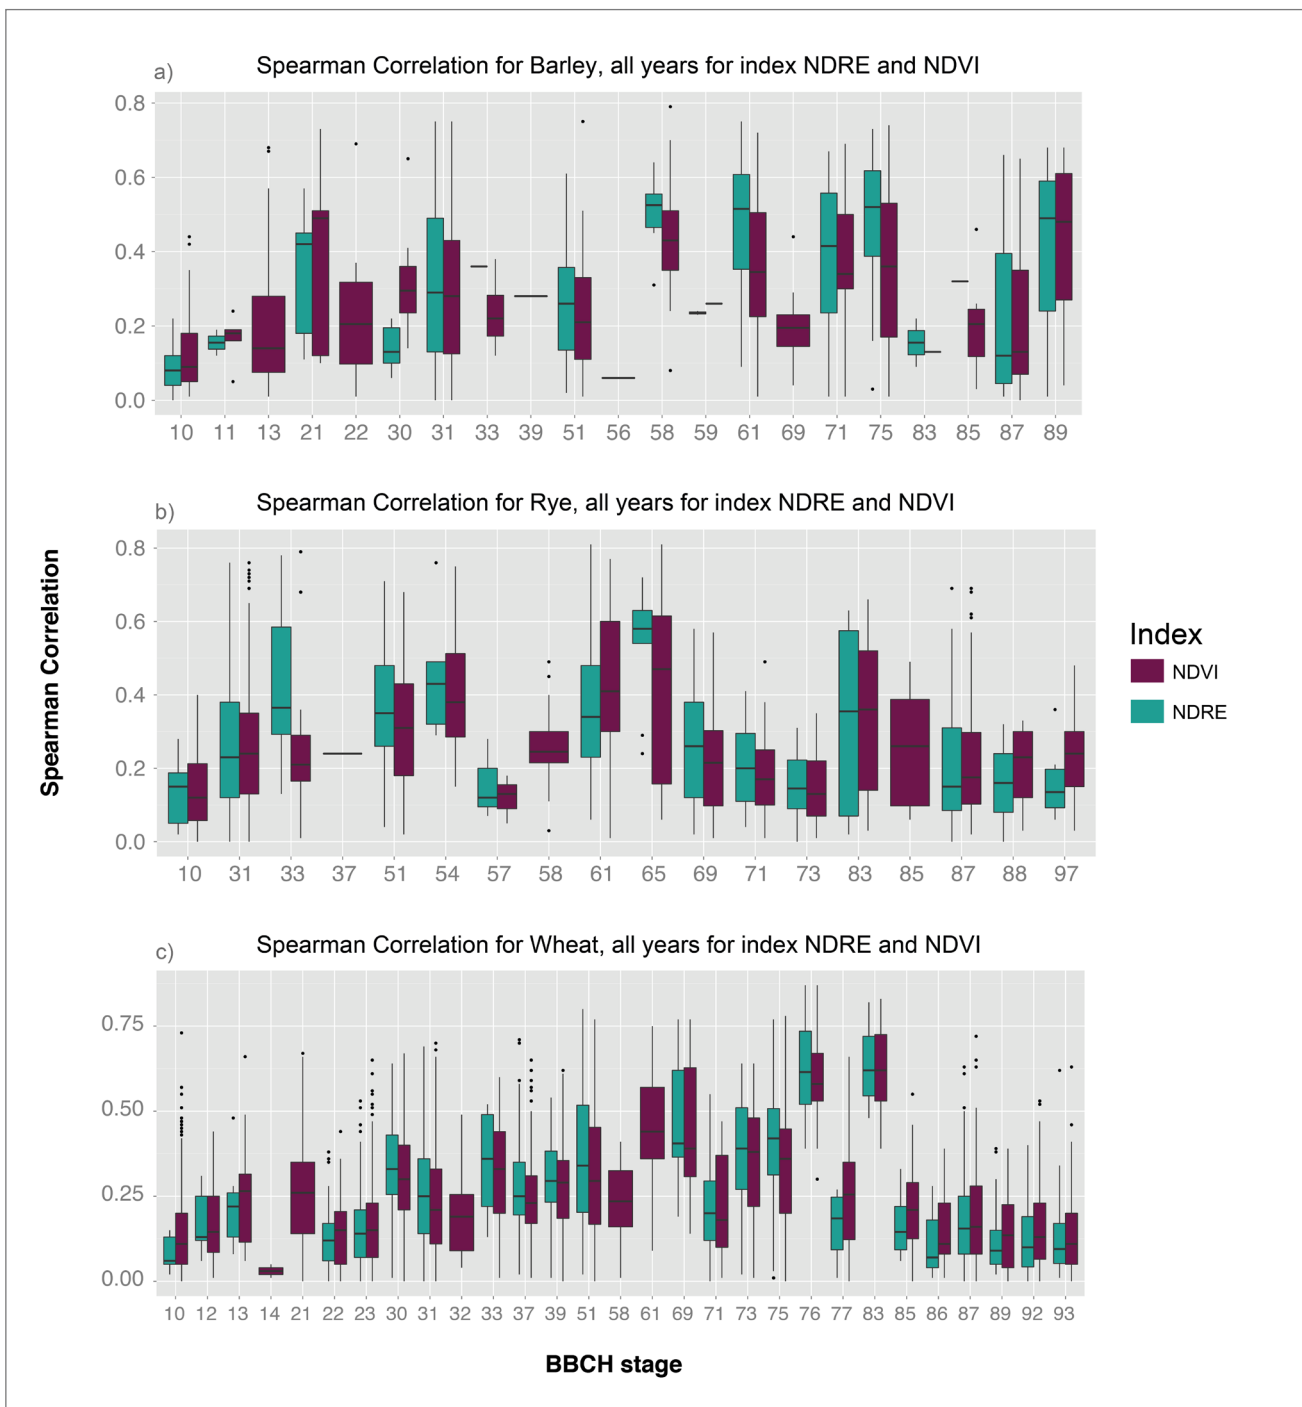 Spearman Correlation for Barley, all years for index NDRE and NDVI
a)
0.8
0.6
0.4
0.2
0.0
10 11 13 21 22 30 31 33 39 51 56 58 59 61 69 71 75 83 85 87 89
Spearman Correlation for Rye, all years for index NDRE and NDVI
b)
0.8
0.6
0.4
0.2
0.0
10 31 33 37 51 54 57 58 61 65 69 71 73 83 85 87 88 97
Spearman Correlation
Index
NDVI
NDRE
Spearman Correlation for Wheat, all years for index NDRE and NDVI
c)
0.75
0.50
0.25
0.00
10 12 13 14 21 22 23 30 31 32 33 37 39 51 58 61 69 71 73 75 76 77 83 85 86 87 89 92 93
BBCH stage